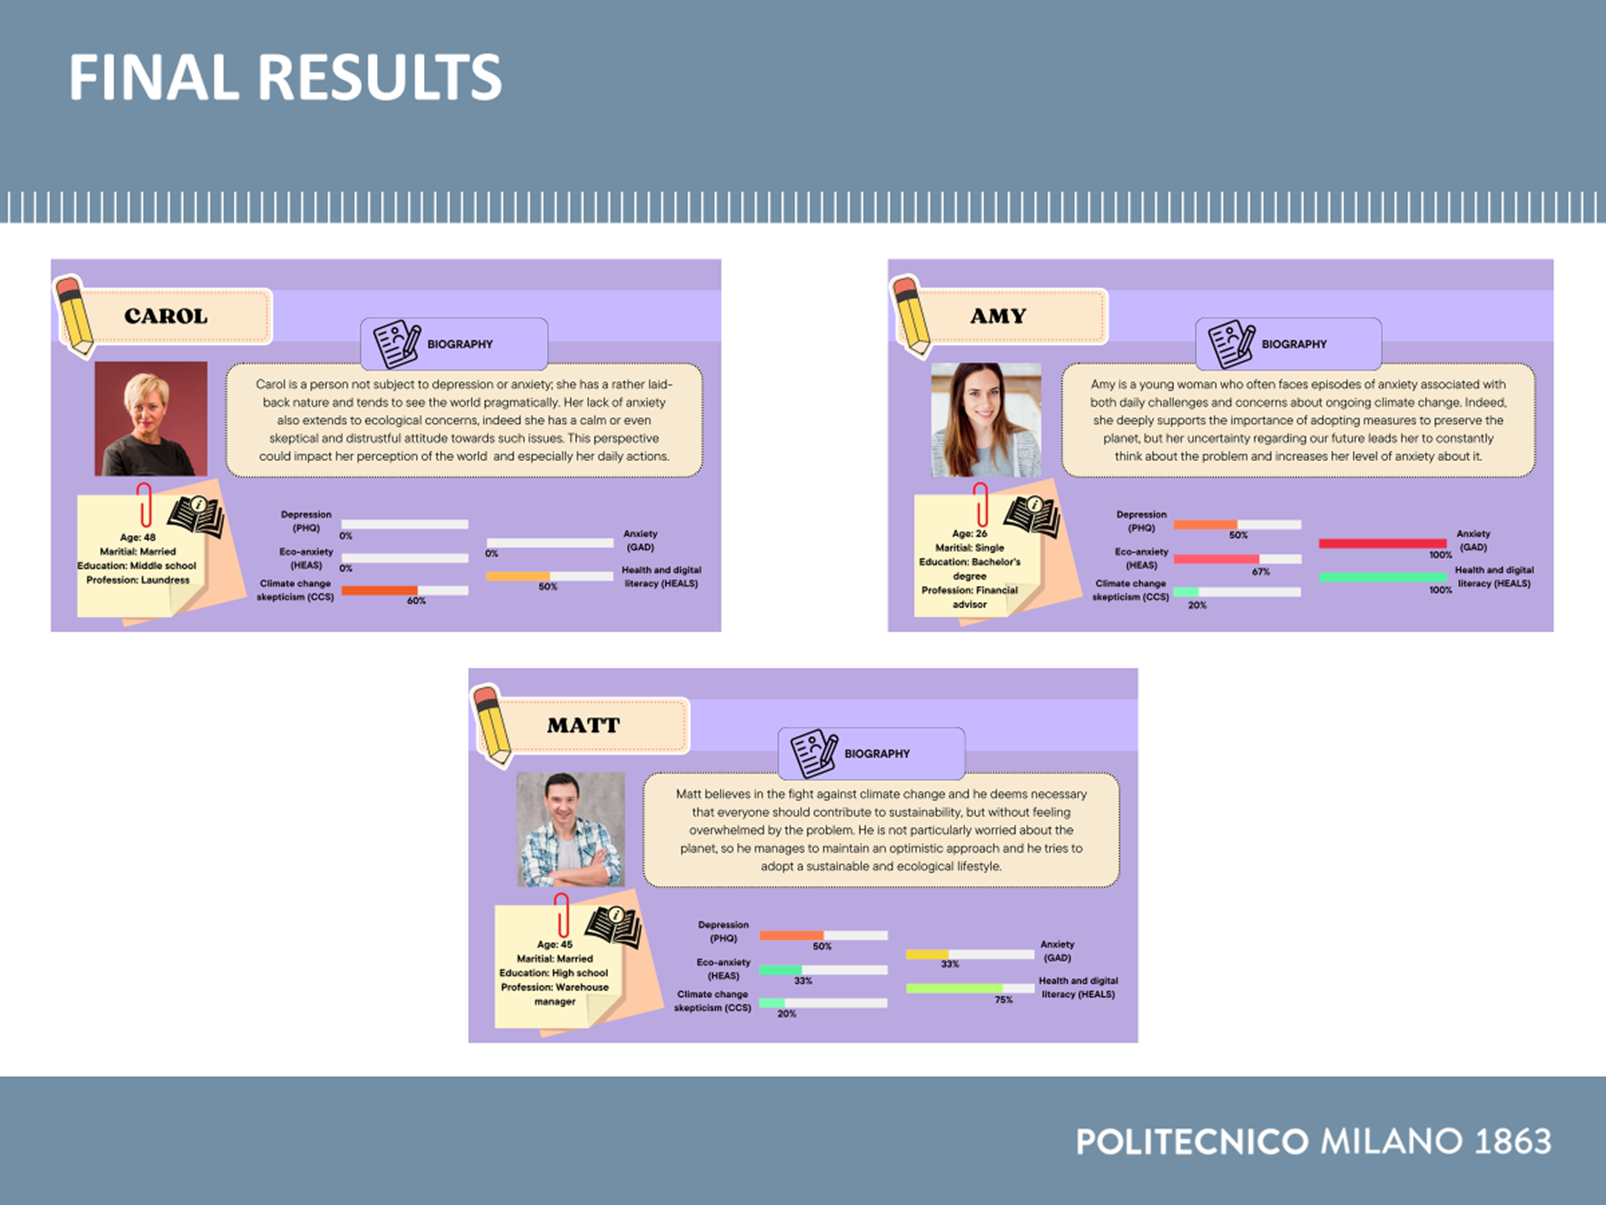 FINAL RESULTS
CAROL
BIOGRAPHY
Carol is a person not subject to depression or anxiety; she has a rather laid-
back nature and tends to see the world pragmatically. Her lack of anxiety
also extends to ecological concerns, indeed she has a calm or even
skeptical and distrustful attitude towards such issues. This perspective
could impact her perception of the world and especially her daily actions.
Age: 48
Maritial: Married
Education: Middle school
Profession: Laundress
Depression
(PHQ)
0%
Eco-anxiety
(HEAS)
0%
Climate change
skepticism (CCS)
60%
Anxiety
(GAD)
0%
Health and digital
literacy (HEALS)
50%
AMY
BIOGRAPHY
Amy is a young woman who often faces episodes of anxiety associated with
both daily challenges and concerns about ongoing climate change. Indeed,
she deeply supports the importance of adopting measures to preserve the
planet, but her uncertainty regarding our future leads her to constantly
think about the problem and increases her level of anxiety about it.
Age: 26
Maritial: Single
Education: Bachelor's
degree
Profession: Financial
advisor
Depression
(PHQ)
50%
Eco-anxiety
(HEAS)
67%
Climate change
skepticism (CCS)
20%
Anxiety
(GAD)
100%
Health and digital
literacy (HEALS)
100%
MATT
BIOGRAPHY
Matt believes in the fight against climate change and he deems necessary
that everyone should contribute to sustainability, but without feeling
overwhelmed by the problem. He is not particularly worried about the
planet, so he manages to maintain an optimistic approach and he tries to
adopt a sustainable and ecological lifestyle.
Age: 45
Maritial: Married
Education: High school
Profession: Warehouse
manager
Depression
(PHQ)
50%
Eco-anxiety
(HEAS)
33%
Climate change
skepticism (CCS)
20%
Anxiety
(GAD)
33%
Health and digital
literacy (HEALS)
75%
POLITECNICO MILANO 1863